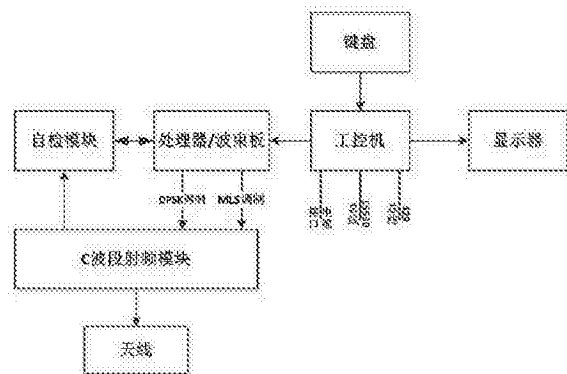 键盘
自检模块
处理器/波束板
工控机
显示器
DPSK调制
MLS调制
C波段射频模块
天线